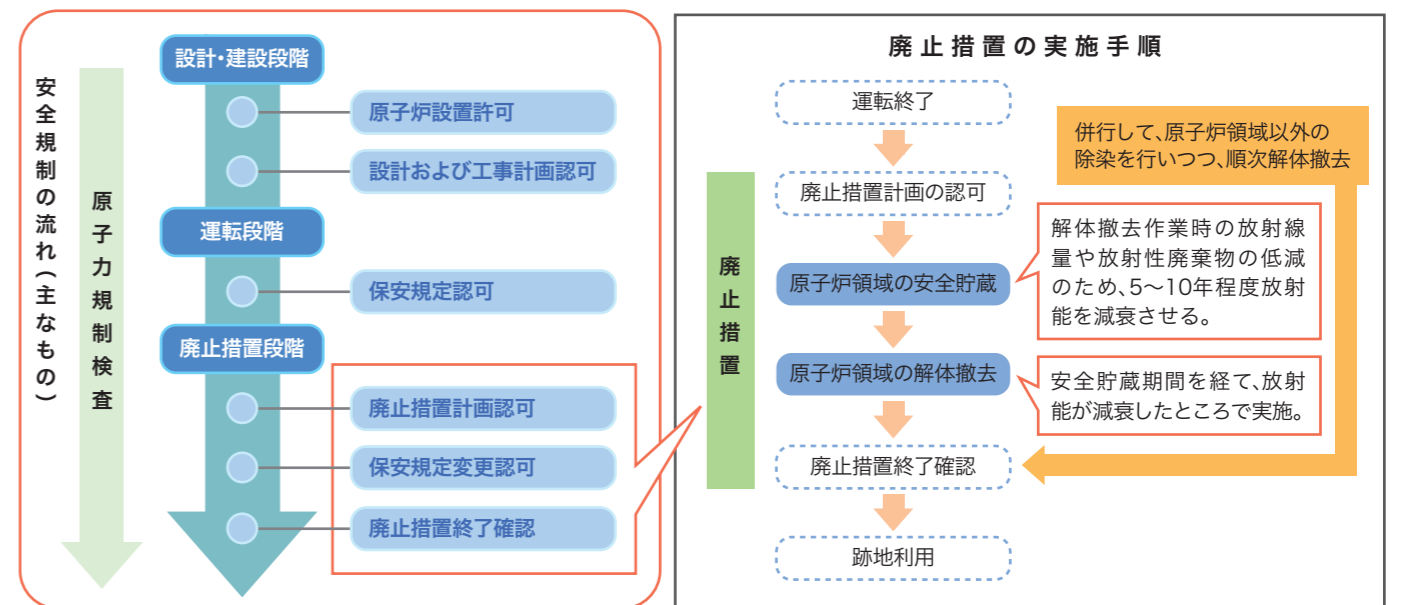 安全規制の流れ(主なもの)
原子力規制検査
設計・建設段階
原子炉設置許可
設計および工事計画認可
運転段階
保安規定認可
廃止措置段階
廃止措置計画認可
保安規定変更認可
廃止措置終了確認
廃止措置の実施手順
廃止措置
運転終了
廃止措置計画の認可
原子炉領域の安全貯蔵
原子炉領域の解体撤去
廃止措置終了確認
跡地利用
併行して、原子炉領域以外の
除染を行いつつ、順次解体撤去
解体撤去作業時の放射線
量や放射性廃棄物の低減
のため、5〜10年程度放射
能を減衰させる。
安全貯蔵期間を経て、放射
能が減衰したところで実施。